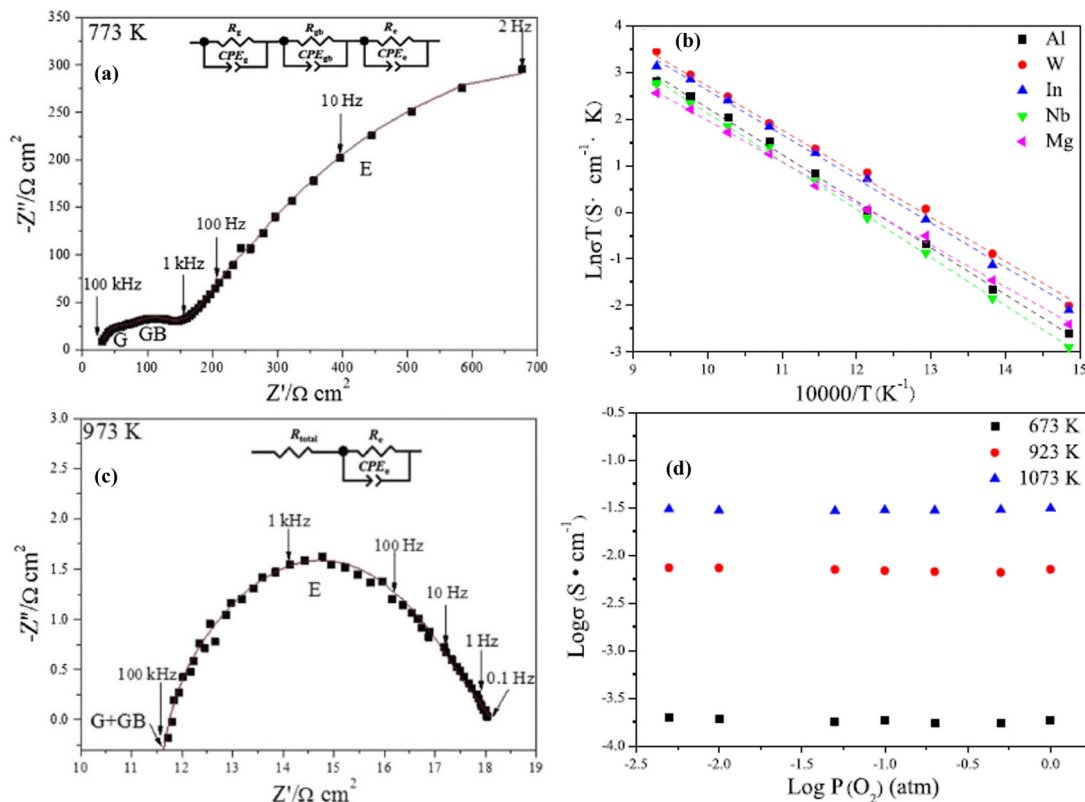 773 K
(a)
R_g R_gb R_e
CPE_g CPE_gb CPE_e
2 Hz
10 Hz
E
100 Hz
1 kHz
100 kHz
G GB
350
300
250
200
150
100
50
0
-Z''/Ω cm²
0 100 200 300 400 500 600 700
Z'/Ω cm²
(b)
Al
W
In
Nb
Mg
5
4
3
2
1
0
-1
-2
-3
LnσT (S· cm⁻¹· K)
9 10 11 12 13 14 15
10000/T (K⁻¹)
973 K
(c)
R_total R_e
CPE_e
1 kHz
100 Hz
E
10 Hz
1 Hz
0.1 Hz
100 kHz
G+GB
3.0
2.5
2.0
1.5
1.0
0.5
0.0
-Z''/Ω cm²
10 11 12 13 14 15 16 17 18 19
Z'/Ω cm²
(d)
673 K
923 K
1073 K
-0.5
-1.0
-1.5
-2.0
-2.5
-3.0
-3.5
-4.0
Logσ (S • cm⁻¹)
-2.5 -2.0 -1.5 -1.0 -0.5 0.0
Log P(O₂) (atm)